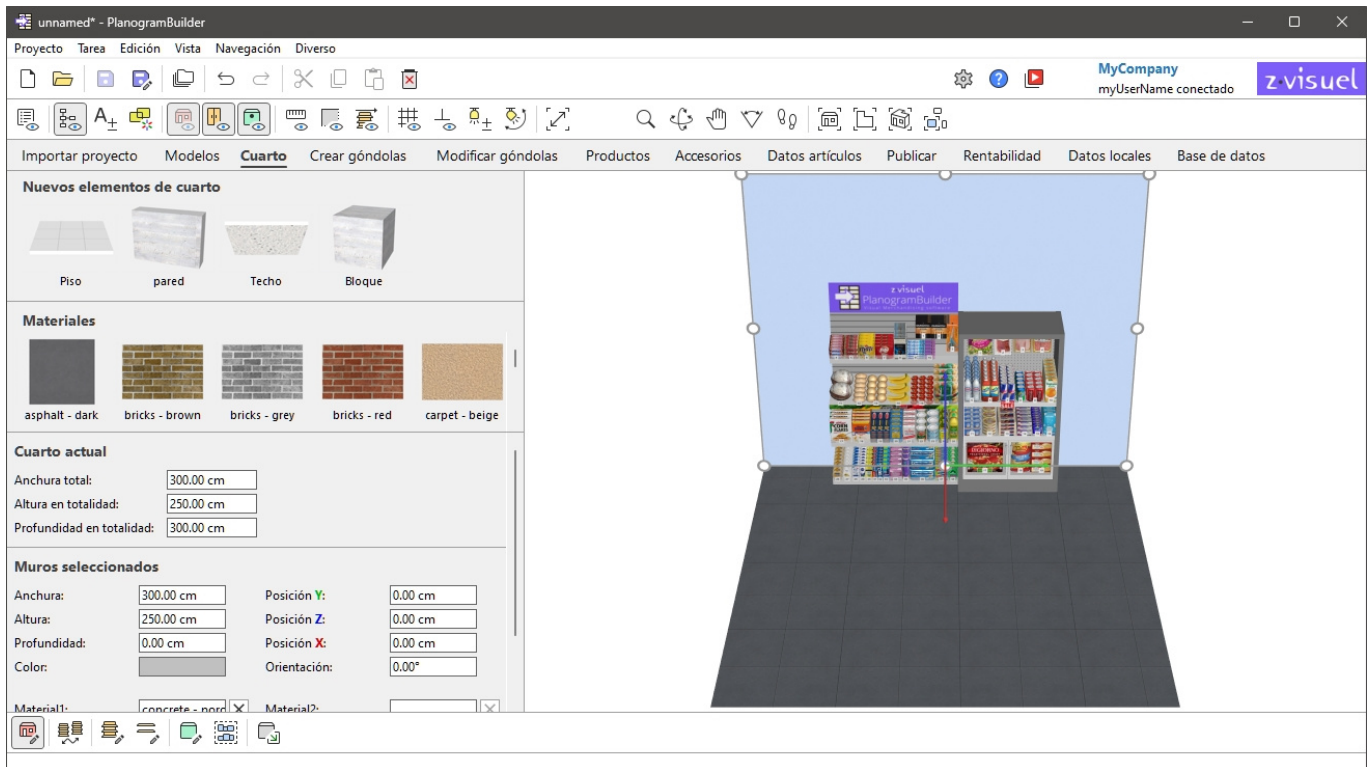 unnamed* - PlanogramBuilder
Proyecto Tarea Edición Vista Navegación Diverso
MyCompany
myUserName conectado
z·visuel
Importar proyecto Modelos Cuarto Crear góndolas Modificar góndolas Productos Accesorios Datos artículos Publicar Rentabilidad Datos locales Base de datos
Nuevos elementos de cuarto
Piso pared Techo Bloque
Materiales
asphalt - dark bricks - brown bricks - grey bricks - red carpet - beige
Cuarto actual
Anchura total: 300.00 cm
Altura en totalidad: 250.00 cm
Profundidad en totalidad: 300.00 cm
Muros seleccionados
Anchura: 300.00 cm Posición Y: 0.00 cm
Altura: 250.00 cm Posición Z: 0.00 cm
Profundidad: 0.00 cm Posición X: 0.00 cm
Color: Orientación: 0.00°
Material1: concrete - nord Material2:
z·visuel
PlanogramBuilder
DIGIORNO